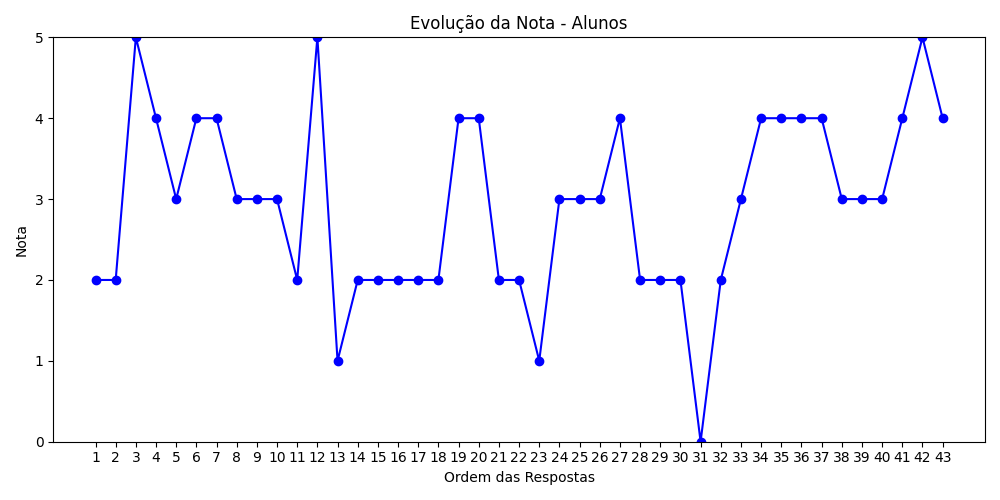 Evolução da Nota - Alunos
5
4
3
2
1
0
Nota
1 2 3 4 5 6 7 8 9 10 11 12 13 14 15 16 17 18 19 20 21 22 23 24 25 26 27 28 29 30 31 32 33 34 35 36 37 38 39 40 41 42 43
Ordem das Respostas